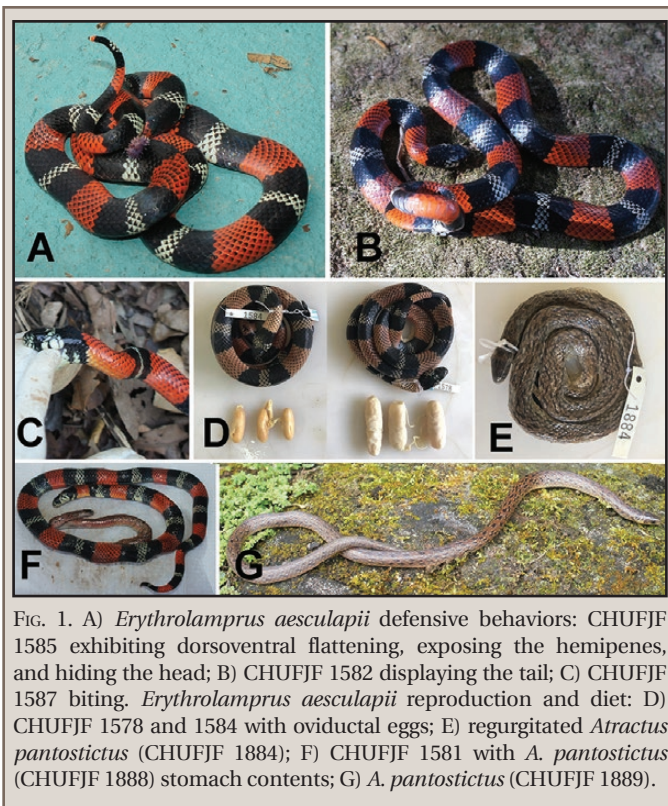 A
B
C
1584
1578
D
1884
E
F
G
FIG. 1. A) Erythrolamprus aesculapii defensive behaviors: CHUFJF
1585 exhibiting dorsoventral flattening, exposing the hemipenes,
and hiding the head; B) CHUFJF 1582 displaying the tail; C) CHUFJF
1587 biting. Erythrolamprus aesculapii reproduction and diet: D)
CHUFJF 1578 and 1584 with oviductal eggs; E) regurgitated Atractus
pantostictus (CHUFJF 1884); F) CHUFJF 1581 with A. pantostictus
(CHUFJF 1888) stomach contents; G) A. pantostictus (CHUFJF 1889).